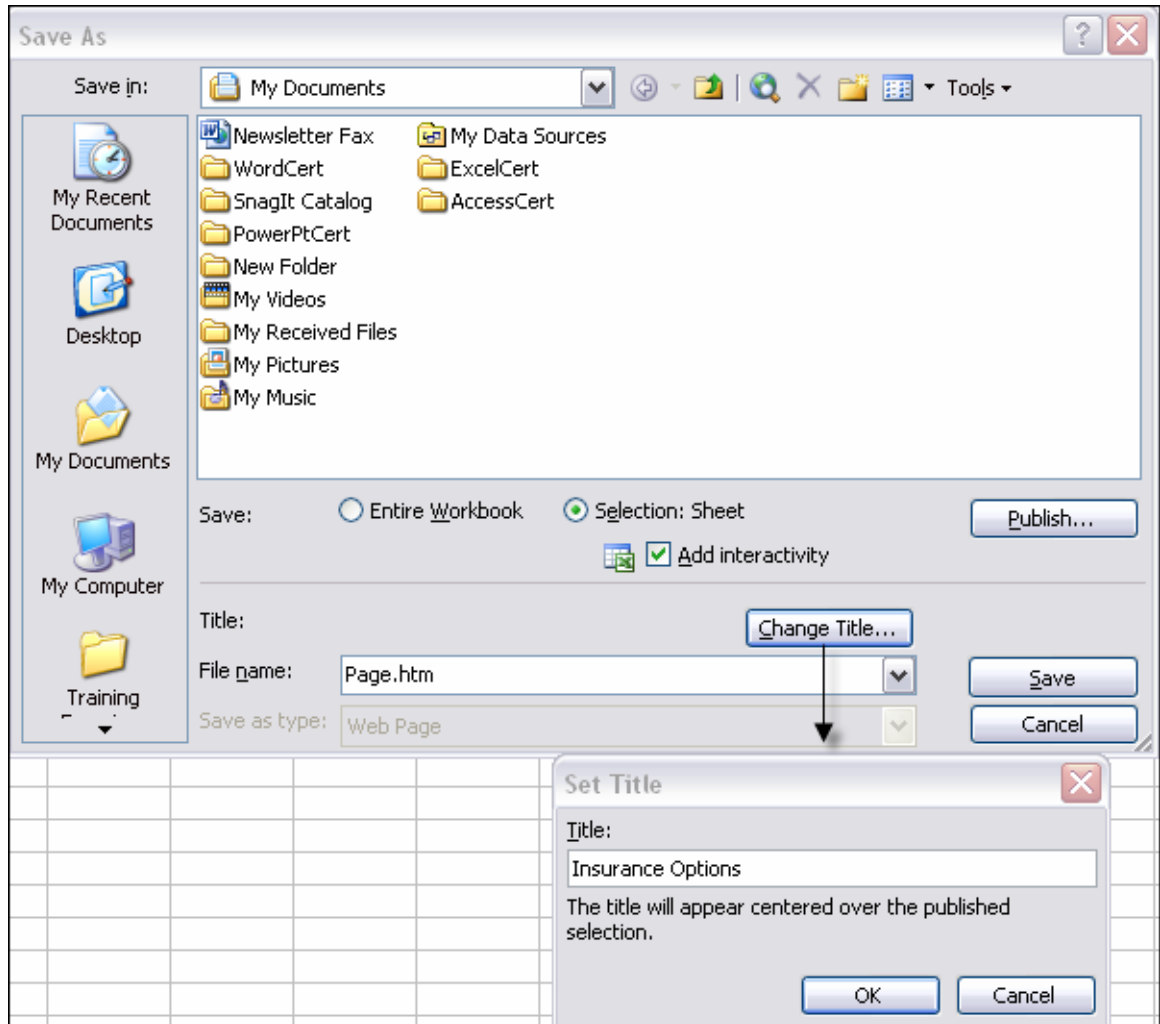 Save As
Save in:
My Documents
Tools
My Recent
Documents
Desktop
My Documents
My Computer
Training
Newsletter Fax
WordCert
SnagIt Catalog
PowerPtCert
New Folder
My Videos
My Received Files
My Pictures
My Music
My Data Sources
ExcelCert
AccessCert
Save:
Entire Workbook
Selection: Sheet
Publish...
Add interactivity
Title:
Change Title...
File name:
Page.htm
Save
Save as type:
Web Page
Cancel
Set Title
Title:
Insurance Options
The title will appear centered over the published
selection.
OK
Cancel